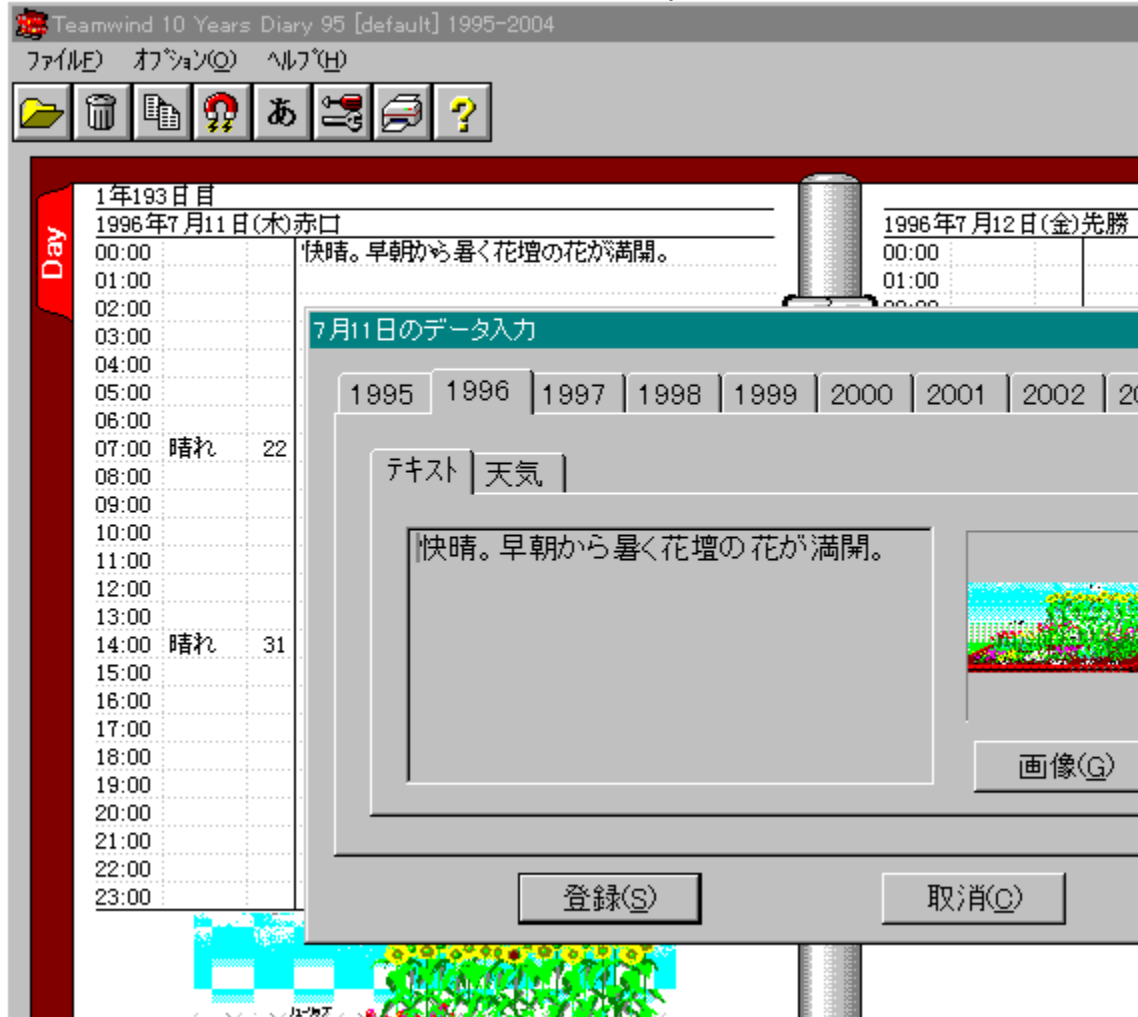 Teamwind 10 Years Diary 95 [default] 1995-2004
ファイルF) オプション(O) ヘルプ(H)
あ
Day
1年193日目
1996年7月11日(木)赤口
00:00 快晴。早朝から暑く花壇の花が満開。
01:00
02:00
03:00
04:00
05:00
06:00
07:00 晴れ 22
08:00
09:00
10:00
11:00
12:00
13:00
14:00 晴れ 31
15:00
16:00
17:00
18:00
19:00
20:00
21:00
22:00
23:00
1996年7月12日(金)先勝
00:00
01:00
7月11日のデータ入力
1995 1996 1997 1998 1999 2000 2001 2002 20
テキスト 天気
快晴。早朝から暑く花壇の花が満開。
画像(G)
登録(S) 取消(C)